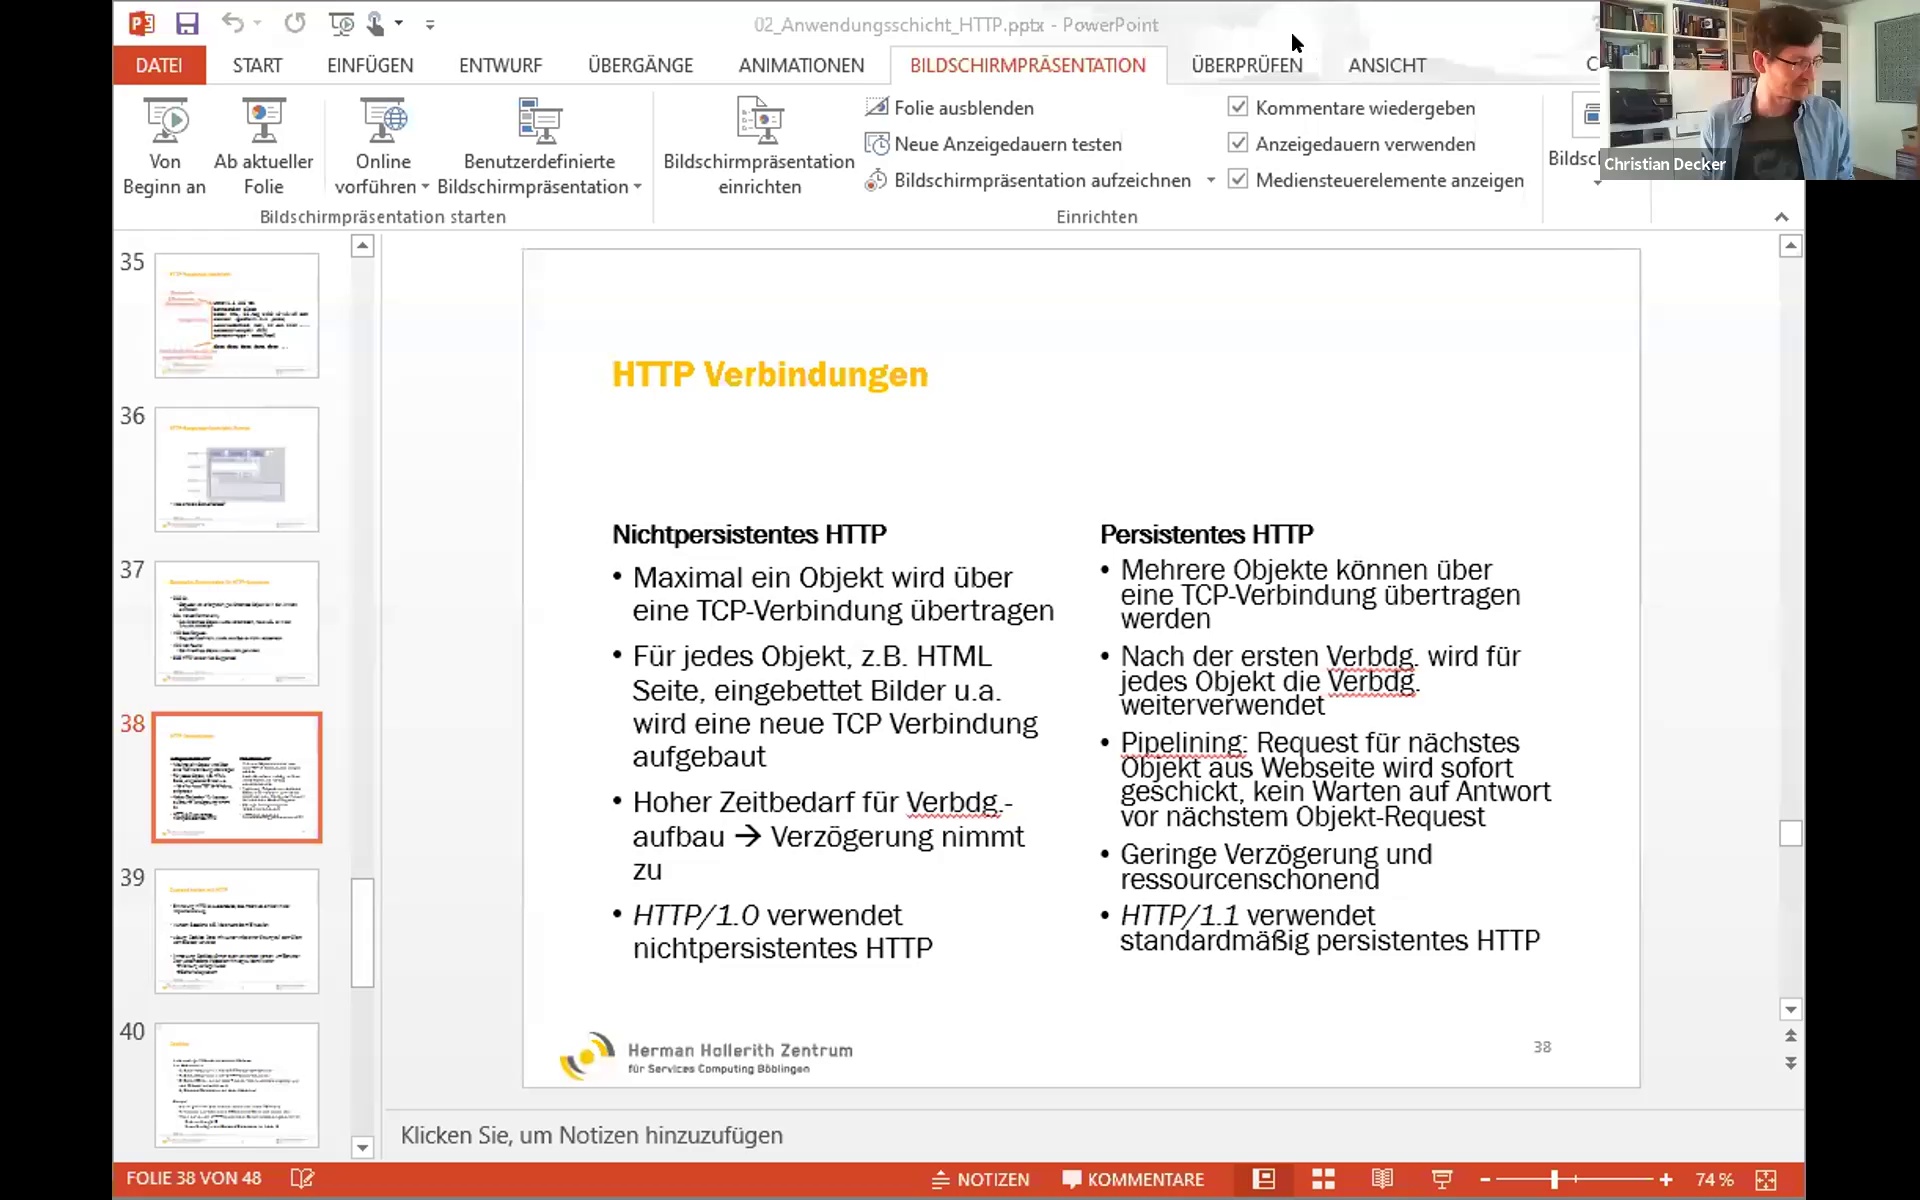 02_Anwendungsschicht_HTTP.pptx - PowerPoint
DATEI START EINFÜGEN ENTWURF ÜBERGÄNGE ANIMATIONEN BILDSCHIRMPRÄSENTATION ÜBERPRÜFEN ANSICHT
Von Beginn an
Ab aktueller Folie
Online vorführen
Benutzerdefinierte Bildschirmpräsentation
Bildschirmpräsentation einrichten
Folie ausblenden
Neue Anzeigedauern testen
Bildschirmpräsentation aufzeichnen
Kommentare wiedergeben
Anzeigedauern verwenden
Mediensteuerelemente anzeigen
Bildschirmpräsentation starten
Einrichten
Christian Decker
35
36
37
38
39
40
HTTP Verbindungen
Nichtpersistentes HTTP
• Maximal ein Objekt wird über
eine TCP-Verbindung übertragen
• Für jedes Objekt, z.B. HTML
Seite, eingebettet Bilder u.a.
wird eine neue TCP Verbindung
aufgebaut
• Hoher Zeitbedarf für Verbdg.-
aufbau → Verzögerung nimmt
zu
• HTTP/1.0 verwendet
nichtpersistentes HTTP
Persistentes HTTP
• Mehrere Objekte können über
eine TCP-Verbindung übertragen
werden
• Nach der ersten Verbdg. wird für
jedes Objekt die Verbdg.
weiterverwendet
• Pipelining: Request für nächstes
Objekt aus Webseite wird sofort
geschickt, kein Warten auf Antwort
vor nächstem Objekt-Request
• Geringe Verzögerung und
ressourcenschonend
• HTTP/1.1 verwendet
standardmäßig persistentes HTTP
Herman Hollerith Zentrum
für Services Computing Böblingen
38
Klicken Sie, um Notizen hinzuzufügen
FOLIE 38 VON 48 NOTIZEN KOMMENTARE 74 %